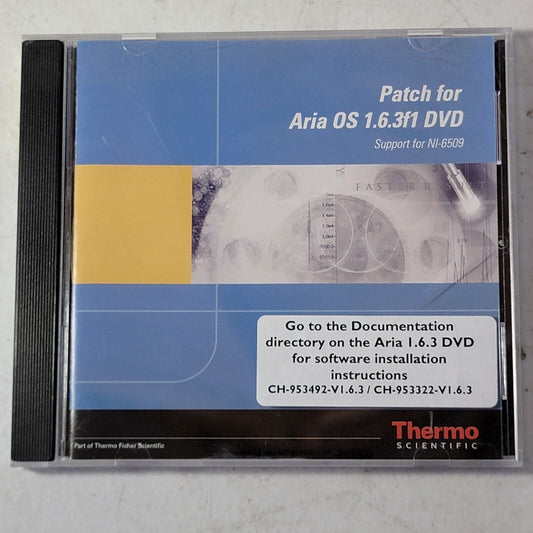 Patch for
Aria OS 1.6.3f1 DVD
Support for NI-6509
FASTER R
Go to the Documentation
directory on the Aria 1.6.3 DVD
for software installation
instructions
CH-953492-V1.6.3 / CH-953322-V1.6.3
Part of Thermo Fisher Scientific
Thermo
SCIENTIFIC